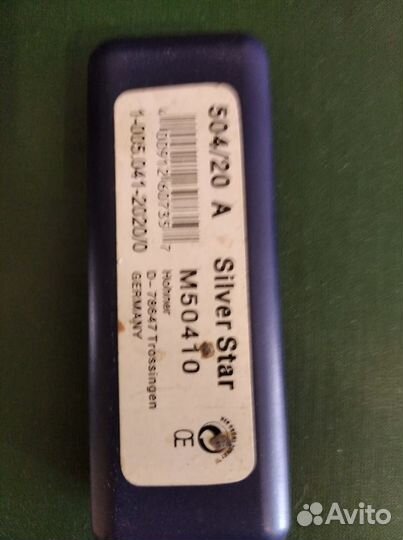 504/20 A Silver Star
M50410
1-005.041-2020/0
Hohner
D- 78647 Trossingen
GERMANY
CE
Avito